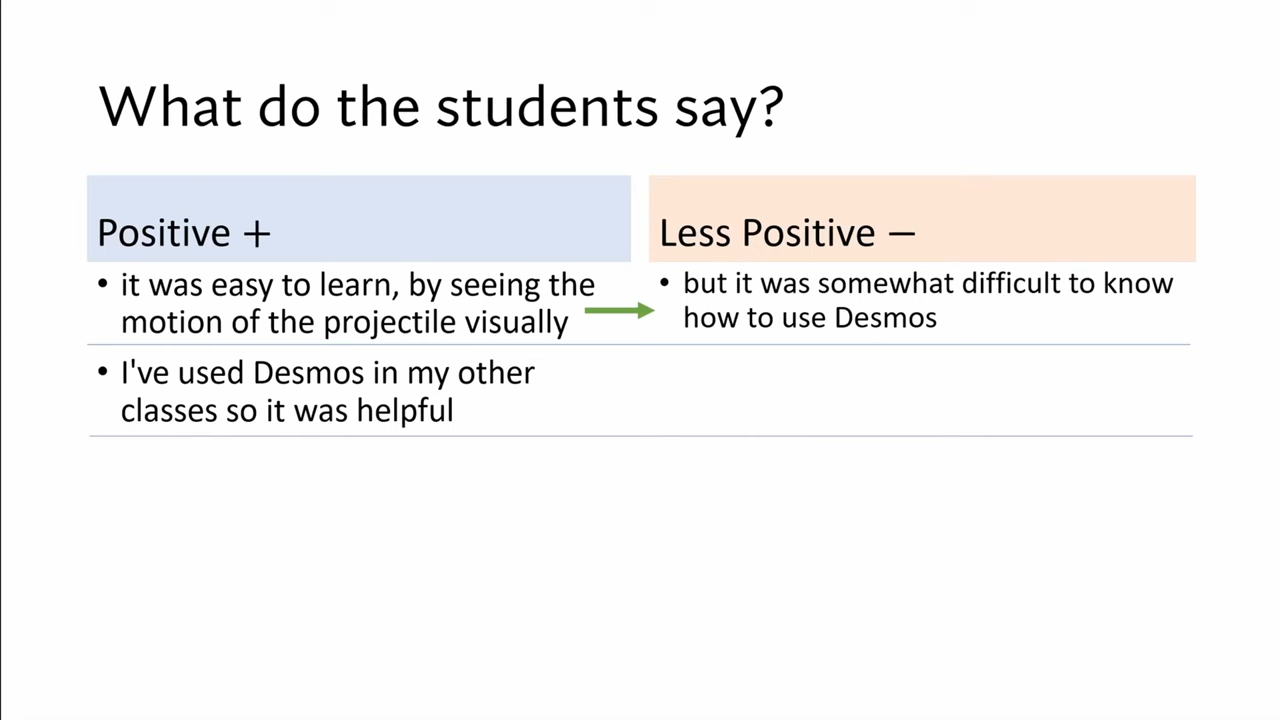 What do the students say?
Positive +
Less Positive −
• it was easy to learn, by seeing the
motion of the projectile visually
• but it was somewhat difficult to know
how to use Desmos
• I've used Desmos in my other
classes so it was helpful